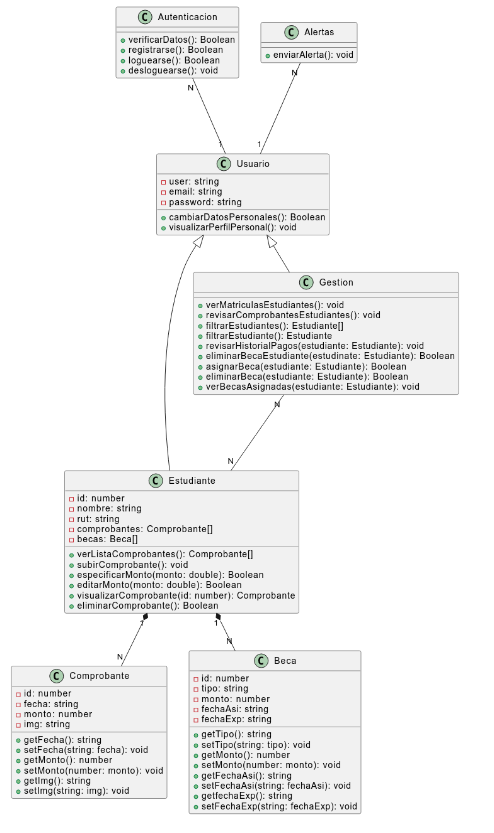 C Autenticacion
verificarDatos(): Boolean
registrarse(): Boolean
loguearse(): Boolean
desloguearse(): void
C Alertas
enviarAlerta(): void
N
N
1
1
C Usuario
user: string
email: string
password: string
cambiarDatosPersonales(): Boolean
visualizarPerfilPersonal(): void
C Gestion
verMatriculasEstudiantes(): void
revisarComprobantesEstudiantes(): void
filtrarEstudiantes(): Estudiante[]
filtrarEstudiante(): Estudiante
revisarHistorialPagos(estudiante: Estudiante): void
eliminarBecaEstudiante(estudinate: Estudiante): Boolean
asignarBeca(estudiante: Estudiante): Boolean
eliminarBeca(estudiante: Estudiante): Boolean
verBecasAsignadas(estudiante: Estudiante): void
N
N
C Estudiante
id: number
nombre: string
rut: string
comprobantes: Comprobante[]
becas: Beca[]
verListaComprobantes(): Comprobante[]
subirComprobante(): void
especificarMonto(monto: double): Boolean
editarMonto(monto: double): Boolean
visualizarComprobante(id: number): Comprobante
eliminarComprobante(): Boolean
1
1
N
N
C Comprobante
id: number
fecha: string
monto: number
img: string
getFecha(): string
setFecha(string: fecha): void
getMonto(): number
setMonto(number: monto): void
getImg(): string
setImg(string: img): void
C Beca
id: number
tipo: string
monto: number
fechaAsi: string
fechaExp: string
getTipo(): string
setTipo(string: tipo): void
getMonto(): number
setMonto(number: monto): void
getFechaAsi(): string
setFechaAsi(string: fechaAsi): void
getfechaExp(): string
setFechaExp(string: fechaExp): void